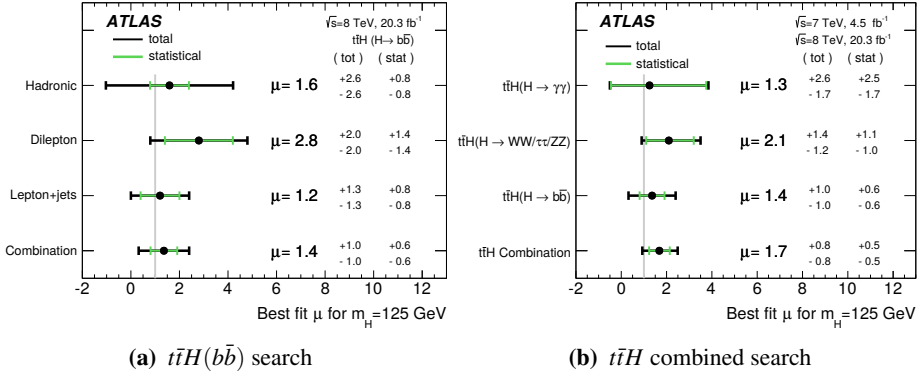 ATLAS
√s=8 TeV, 20.3 fb⁻¹
total
tt̄H (H→ bb̄)
statistical
( tot ) ( stat )
Hadronic μ= 1.6 +2.6 - 2.6 +0.8 - 0.8
Dilepton μ= 2.8 +2.0 - 2.0 +1.4 - 1.4
Lepton+jets μ= 1.2 +1.3 - 1.3 +0.8 - 0.8
Combination μ= 1.4 +1.0 - 1.0 +0.6 - 0.6
-2 0 2 4 6 8 10 12
Best fit μ for m_H=125 GeV
(a) tt̄H(bb̄) search
ATLAS
√s=7 TeV, 4.5 fb⁻¹
√s=8 TeV, 20.3 fb⁻¹
total
statistical
( tot ) ( stat )
tt̄H(H → γγ) μ= 1.3 +2.6 - 1.7 +2.5 - 1.7
tt̄H(H → WW/ττ/ZZ) μ= 2.1 +1.4 - 1.2 +1.1 - 1.0
tt̄H(H → bb̄) μ= 1.4 +1.0 - 1.0 +0.6 - 0.6
tt̄H Combination μ= 1.7 +0.8 - 0.8 +0.5 - 0.5
-2 0 2 4 6 8 10 12
Best fit μ for m_H=125 GeV
(b) tt̄H combined search